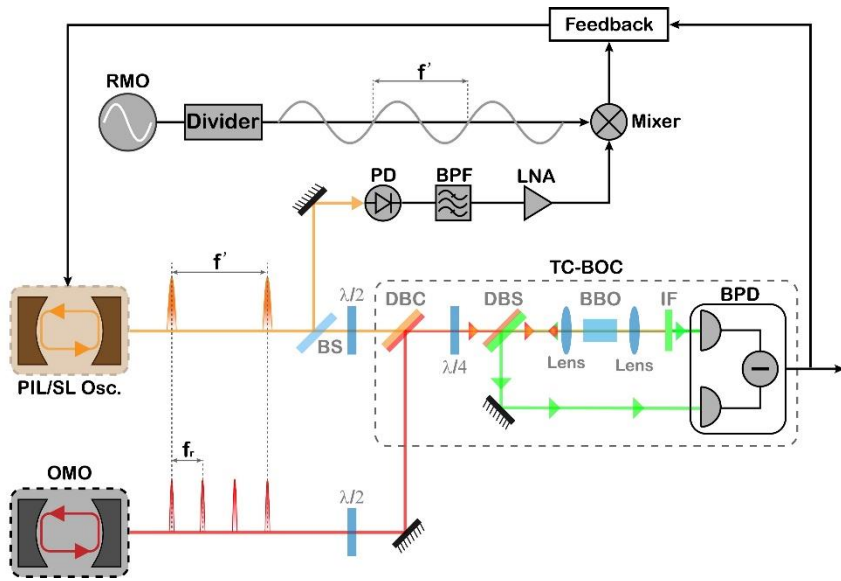 Feedback
RMO
f'
Divider
Mixer
PD
BPF
LNA
f'
TC-BOC
λ/2
DBC
DBS
BBO
IF
BPD
BS
λ/4
Lens
Lens
PIL/SL Osc.
fr
OMO
λ/2